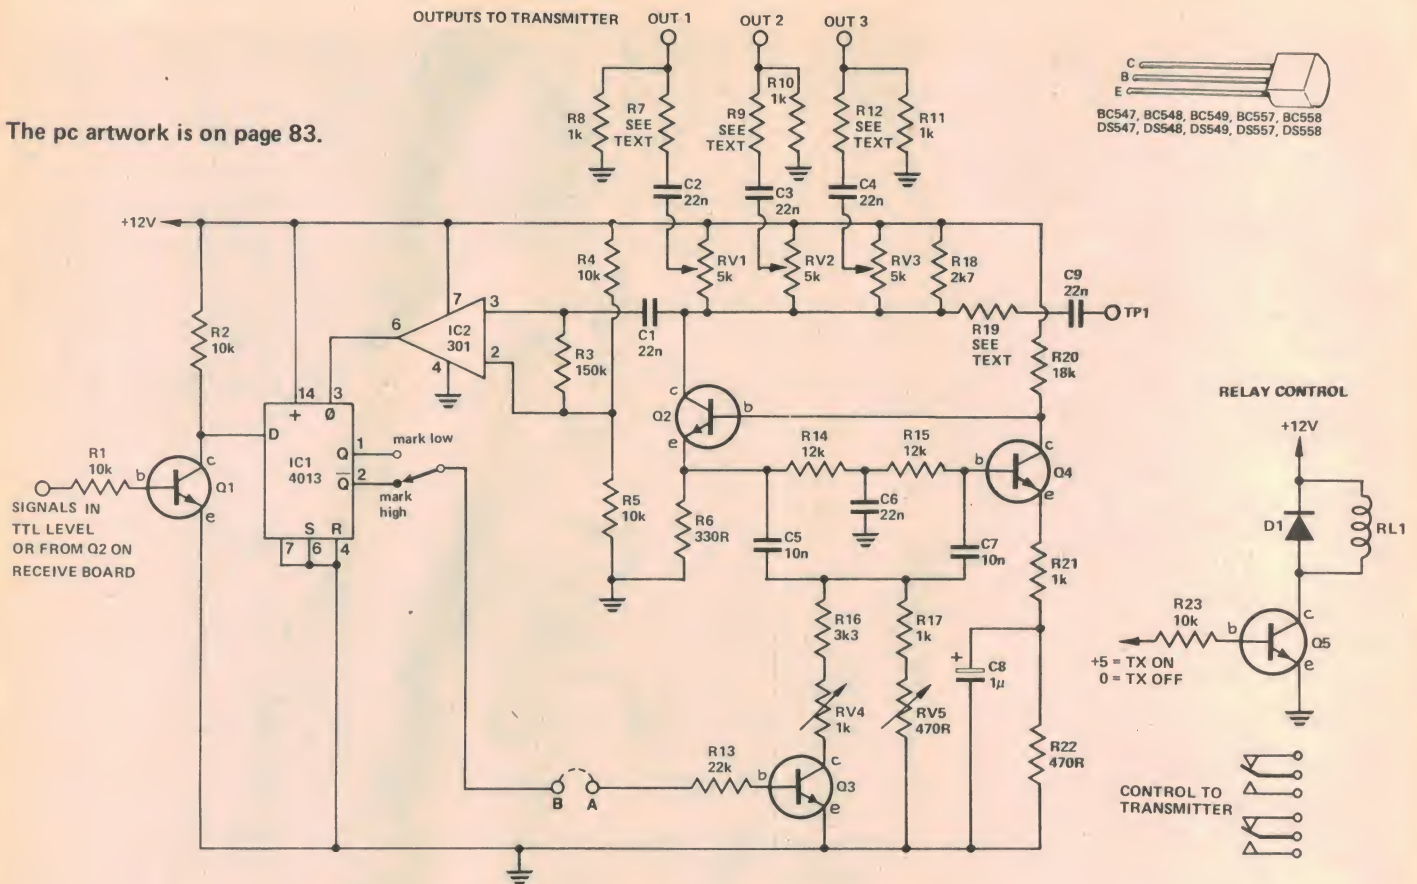 OUTPUTS TO TRANSMITTER
OUT 1
OUT 2
OUT 3
The pc artwork is on page 83.
R8
1k
R7
SEE
TEXT
R9
SEE
TEXT
R10
1k
R12
SEE
TEXT
R11
1k
C
B
E
BC547, BC548, BC549, BC557, BC558
DS547, DS548, DS549, DS557, DS558
C2
22n
C3
22n
C4
22n
+12V
R4
10k
RV1
5k
RV2
5k
RV3
5k
R18
2k7
C9
22n
TP1
R2
10k
7
3
6
IC2
301
4
2
R3
150k
C1
22n
R19
SEE
TEXT
R20
18k
14
3
+
Ø
D
Q
1
mark low
IC1
4013
Q
2
mark
high
S
R
7
6
4
R1
10k
b
c
Q1
e
SIGNALS IN
TTL LEVEL
OR FROM Q2 ON
RECEIVE BOARD
c
Q2
b
e
R14
12k
R15
12k
b
c
Q4
e
R5
10k
R6
330R
C5
10n
C6
22n
C7
10n
R21
1k
R16
3k3
R17
1k
+
C8
1µ
RV4
1k
RV5
470R
R22
470R
R13
22k
b
c
Q3
e
B
A
RELAY CONTROL
+12V
D1
RL1
R23
10k
b
c
Q5
e
+5 = TX ON
0 = TX OFF
CONTROL TO
TRANSMITTER